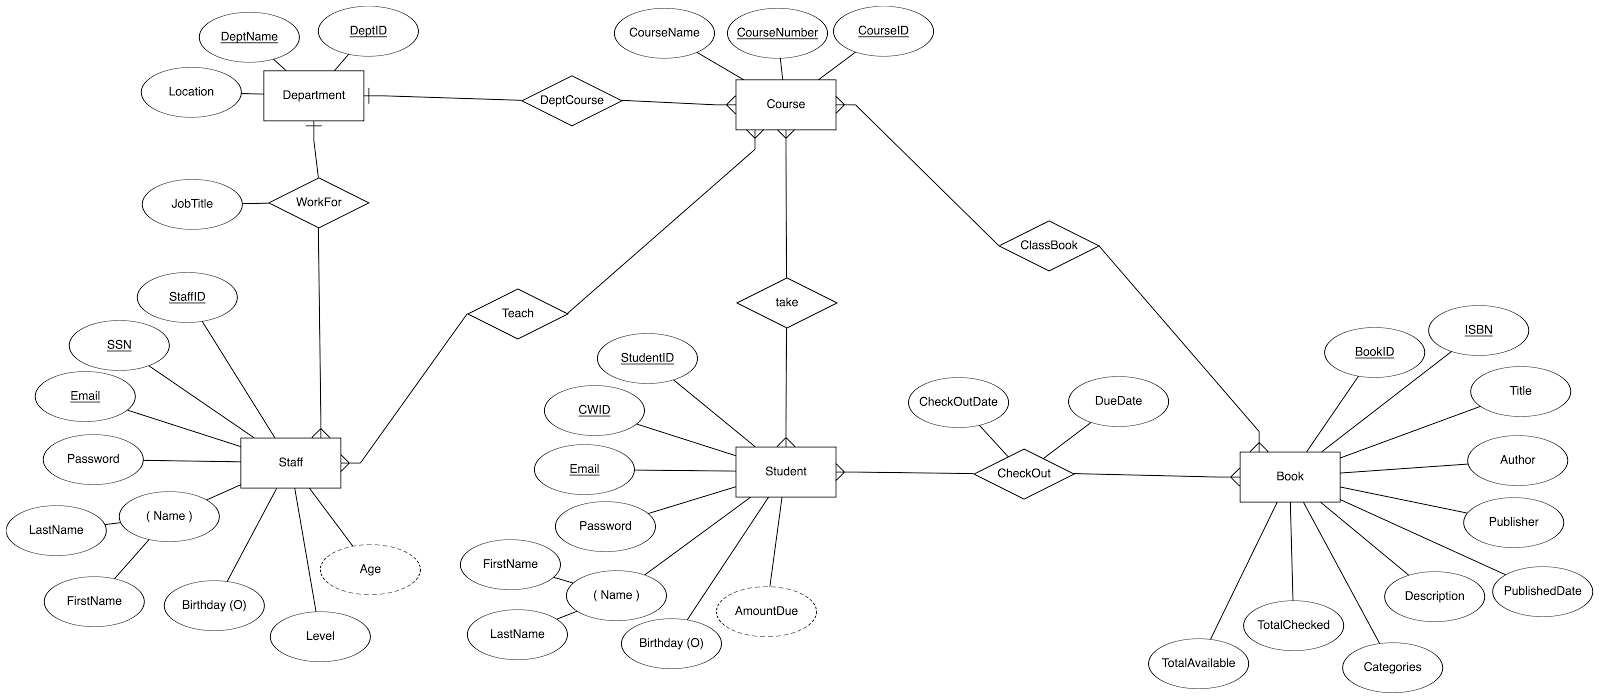 DeptName
DeptID
Location
Department
DeptCourse
CourseName
CourseNumber
CourseID
Course
JobTitle
WorkFor
ClassBook
StaffID
SSN
Email
Password
Staff
( Name )
LastName
FirstName
Birthday (O)
Level
Age
Teach
take
StudentID
CWID
Email
Password
Student
FirstName
( Name )
LastName
Birthday (O)
AmountDue
CheckOutDate
DueDate
CheckOut
BookID
ISBN
Title
Author
Book
Publisher
PublishedDate
Description
TotalChecked
TotalAvailable
Categories